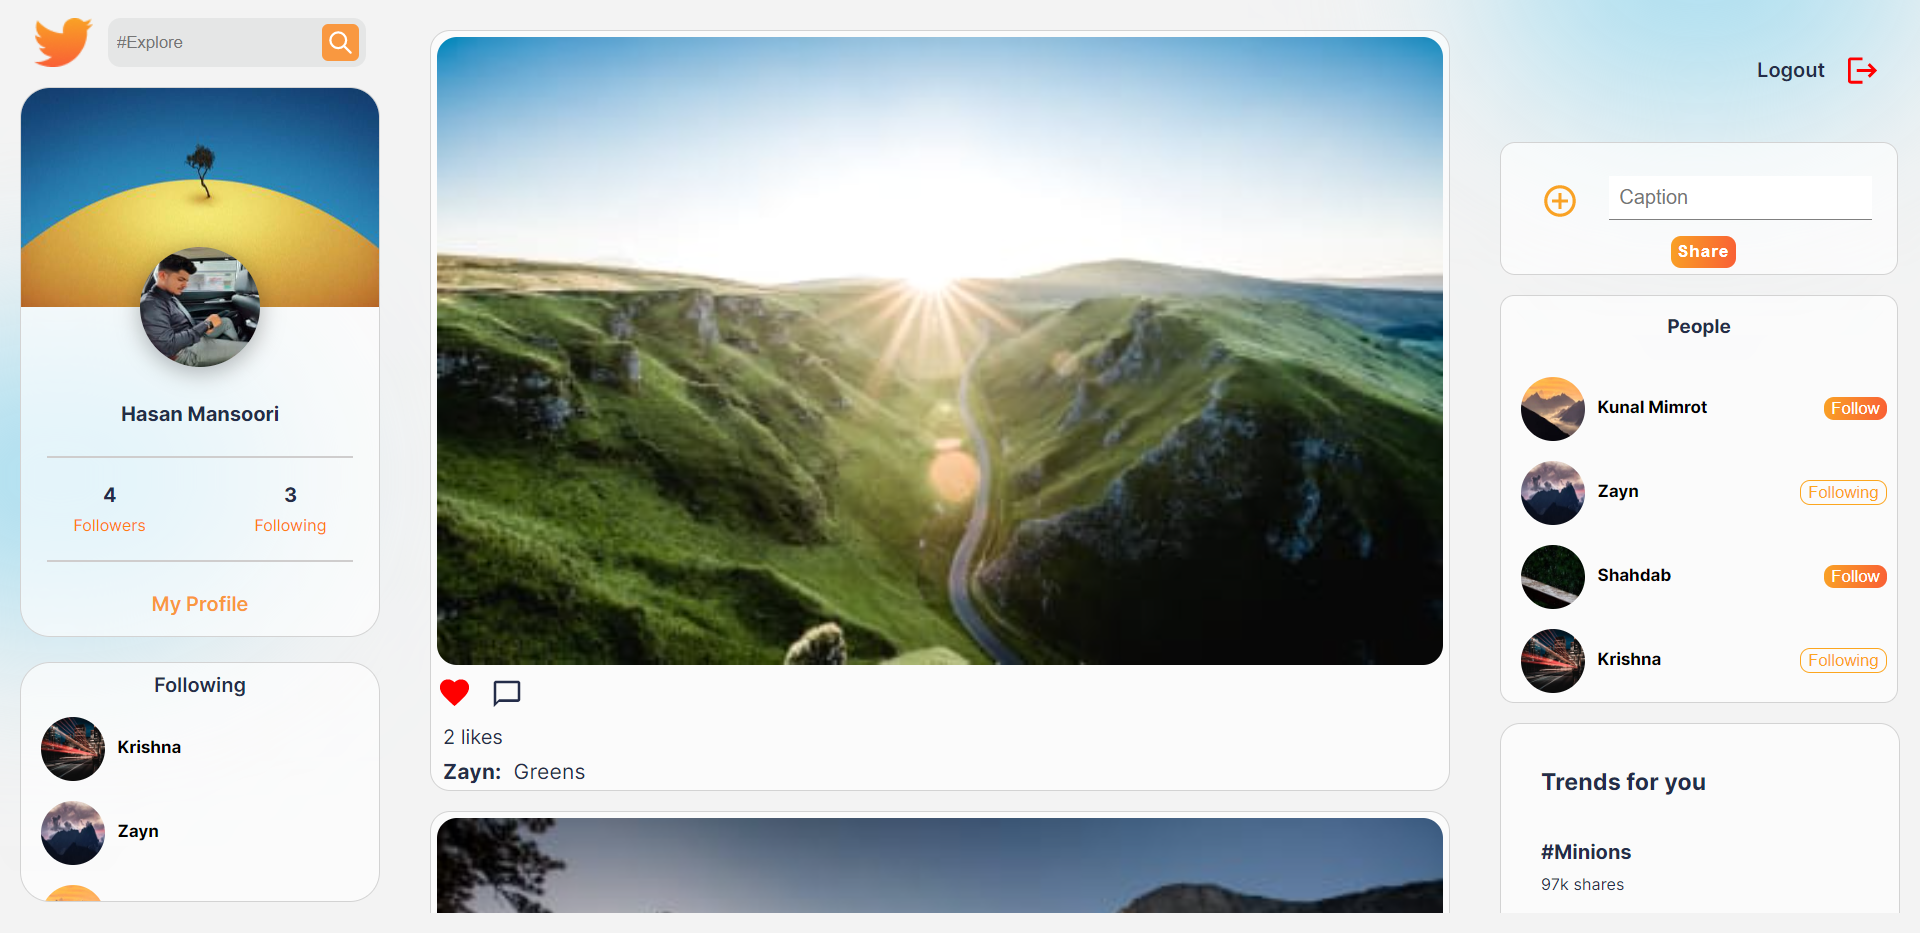 #Explore
Hasan Mansoori
4
3
Followers
Following
My Profile
Following
Krishna
Zayn
2 likes
Zayn: Greens
Logout
Caption
Share
People
Kunal Mimrot
Follow
Zayn
Following
Shahdab
Follow
Krishna
Following
Trends for you
#Minions
97k shares